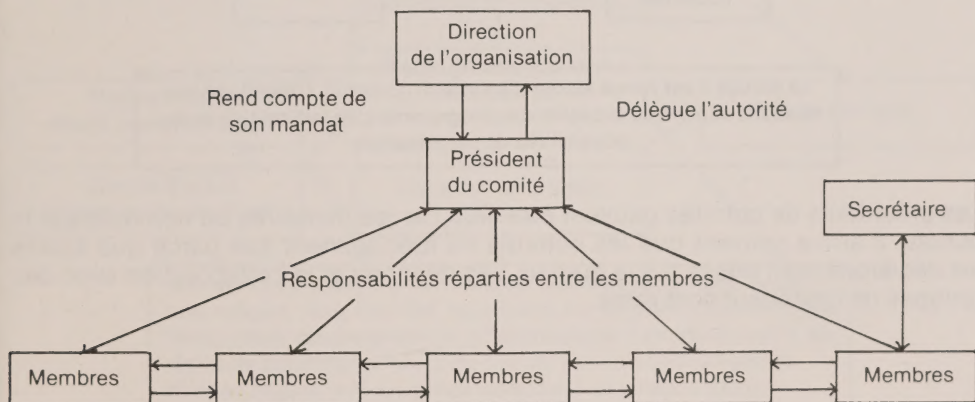 Direction
de l'organisation
Rend compte de
son mandat
Délègue l'autorité
Président
du comité
Secrétaire
Responsabilités réparties entre les membres
Membres
Membres
Membres
Membres
Membres